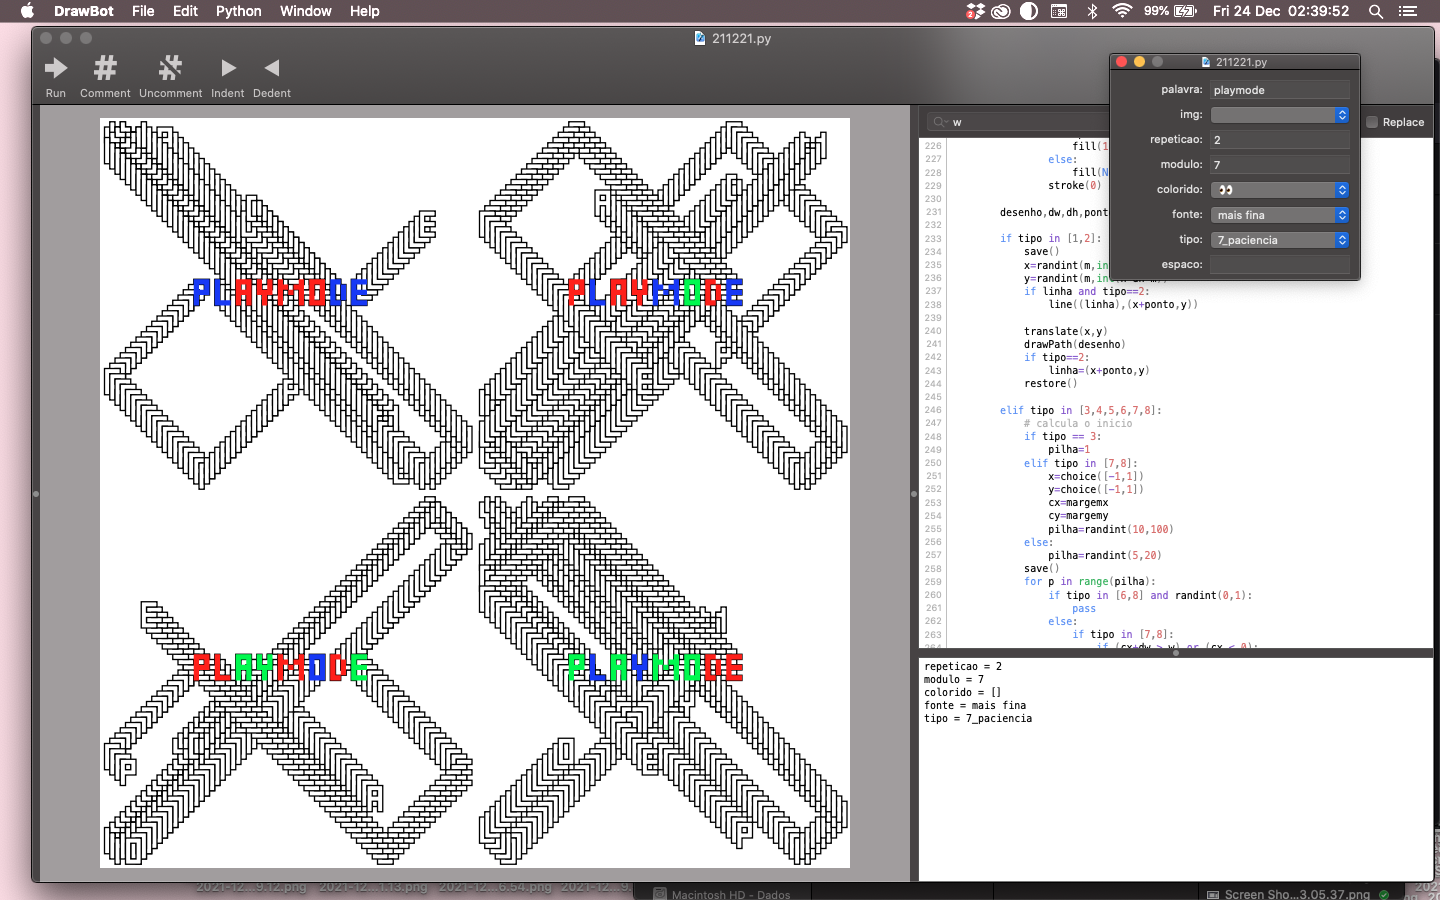 DrawBot File Edit Python Window Help
2
99% Fri 24 Dec 02:39:52
211221.py
Run Comment Uncomment Indent Dedent
211221.py
palavra: playmode
img:
repeticao: 2
modulo: 7
colorido: 👀
fonte: mais fina
tipo: 7_paciencia
espaco:
w
Replace
226 fill(1
227 else:
228 fill(N
229 stroke(0)
230
231 desenho,dw,dh,pont
232
233 if tipo in [1,2]:
234 save()
235 x=randint(m,in
236 y=randint(m,in
237 if linha and tipo==2:
238 line((linha),(x+ponto,y))
239
240 translate(x,y)
241 drawPath(desenho)
242 if tipo==2:
243 linha=(x+ponto,y)
244 restore()
245
246 elif tipo in [3,4,5,6,7,8]:
247 # calcula o inicio
248 if tipo == 3:
249 pilha=1
250 elif tipo in [7,8]:
251 x=choice([-1,1])
252 y=choice([-1,1])
253 cx=margemx
254 cy=margemy
255 pilha=randint(10,100)
256 else:
257 pilha=randint(5,20)
258 save()
259 for p in range(pilha):
260 if tipo in [6,8] and randint(0,1):
261 pass
262 else:
263 if tipo in [7,8]:
264 if (cx+dw > w) or (cx < 0):
repeticao = 2
modulo = 7
colorido = []
fonte = mais fina
tipo = 7_paciencia
PLAYMODE
PLAYMODE
PLAYMODE
PLAYMODE
2021-12...9.12.png 2021-12...1.13.png 2021-12...6.54.png 2021-12...9.
Macintosh HD - Dados
Screen Sho...3.05.37.png